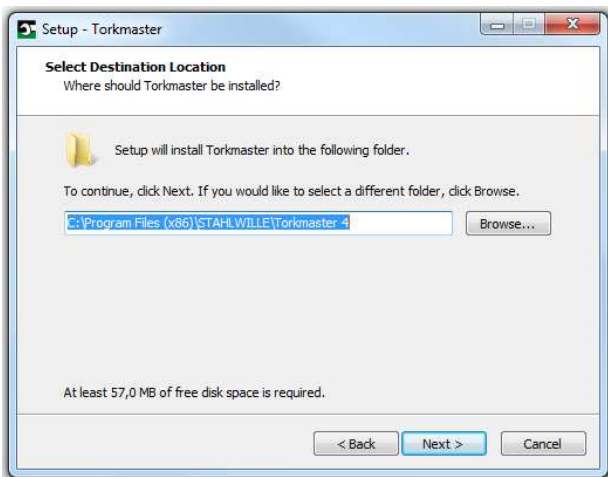 Setup - Torkmaster
Select Destination Location
Where should Torkmaster be installed?
Setup will install Torkmaster into the following folder.
To continue, click Next. If you would like to select a different folder, click Browse.
C:\Program Files (x86)\STAHLWILLE\Torkmaster 4
Browse...
At least 57,0 MB of free disk space is required.
< Back
Next >
Cancel